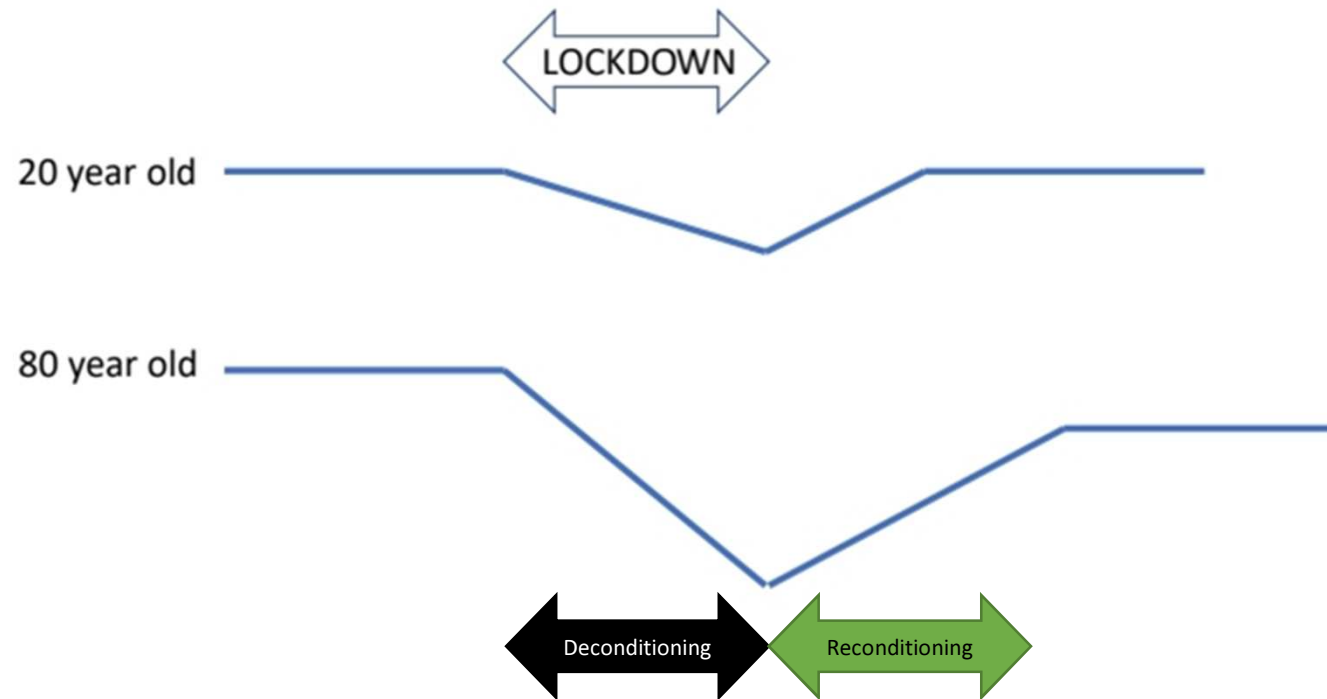 LOCKDOWN
20 year old
80 year old
Deconditioning
Reconditioning